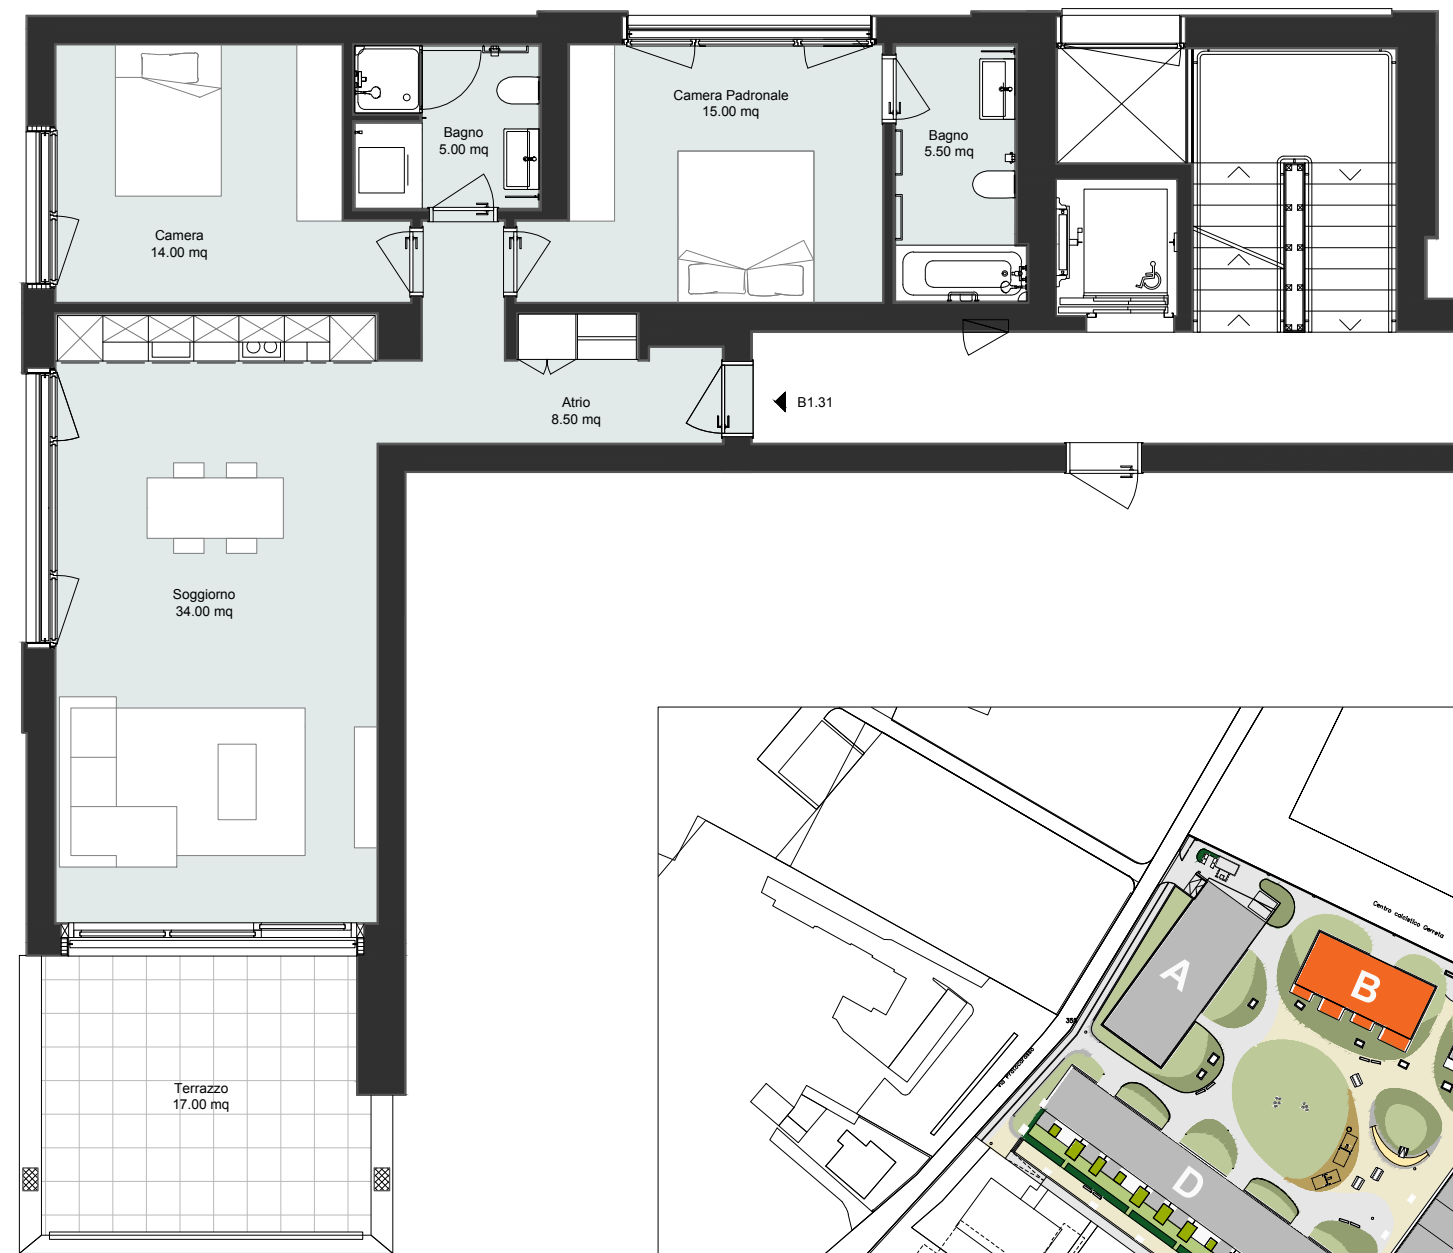 Camera Padronale
15.00 mq
Bagno
5.00 mq
Bagno
5.50 mq
Camera
14.00 mq
Atrio
8.50 mq
B1.31
Soggiorno
34.00 mq
Terrazzo
17.00 mq
Centro calcistico Gerreta
A
B
D